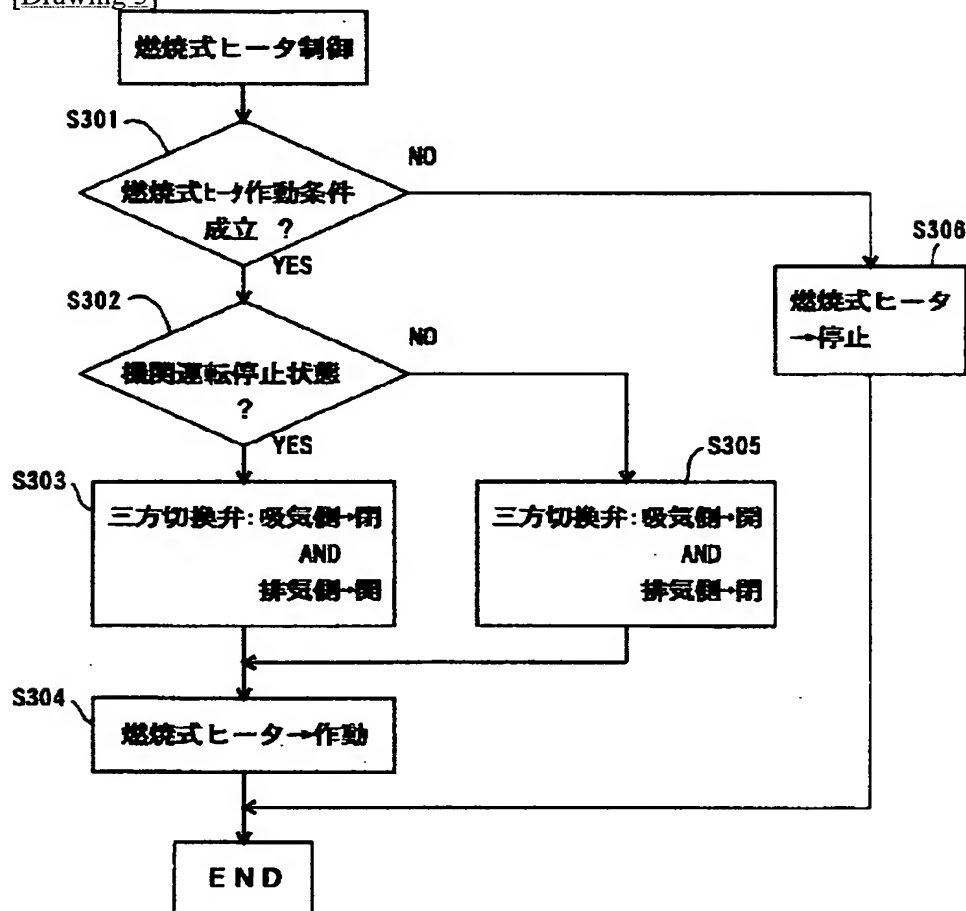 [Drawing 3]
燃焼式ヒータ制御
S301
NO
燃焼式ヒータ作動条件
成立 ?
YES
S306
燃焼式ヒータ
→停止
S302
NO
機関運転停止状態
?
YES
S303
三方切換弁:吸気側→閉
AND
排気側→開
S305
三方切換弁:吸気側→開
AND
排気側→閉
S304
燃焼式ヒータ→作動
END